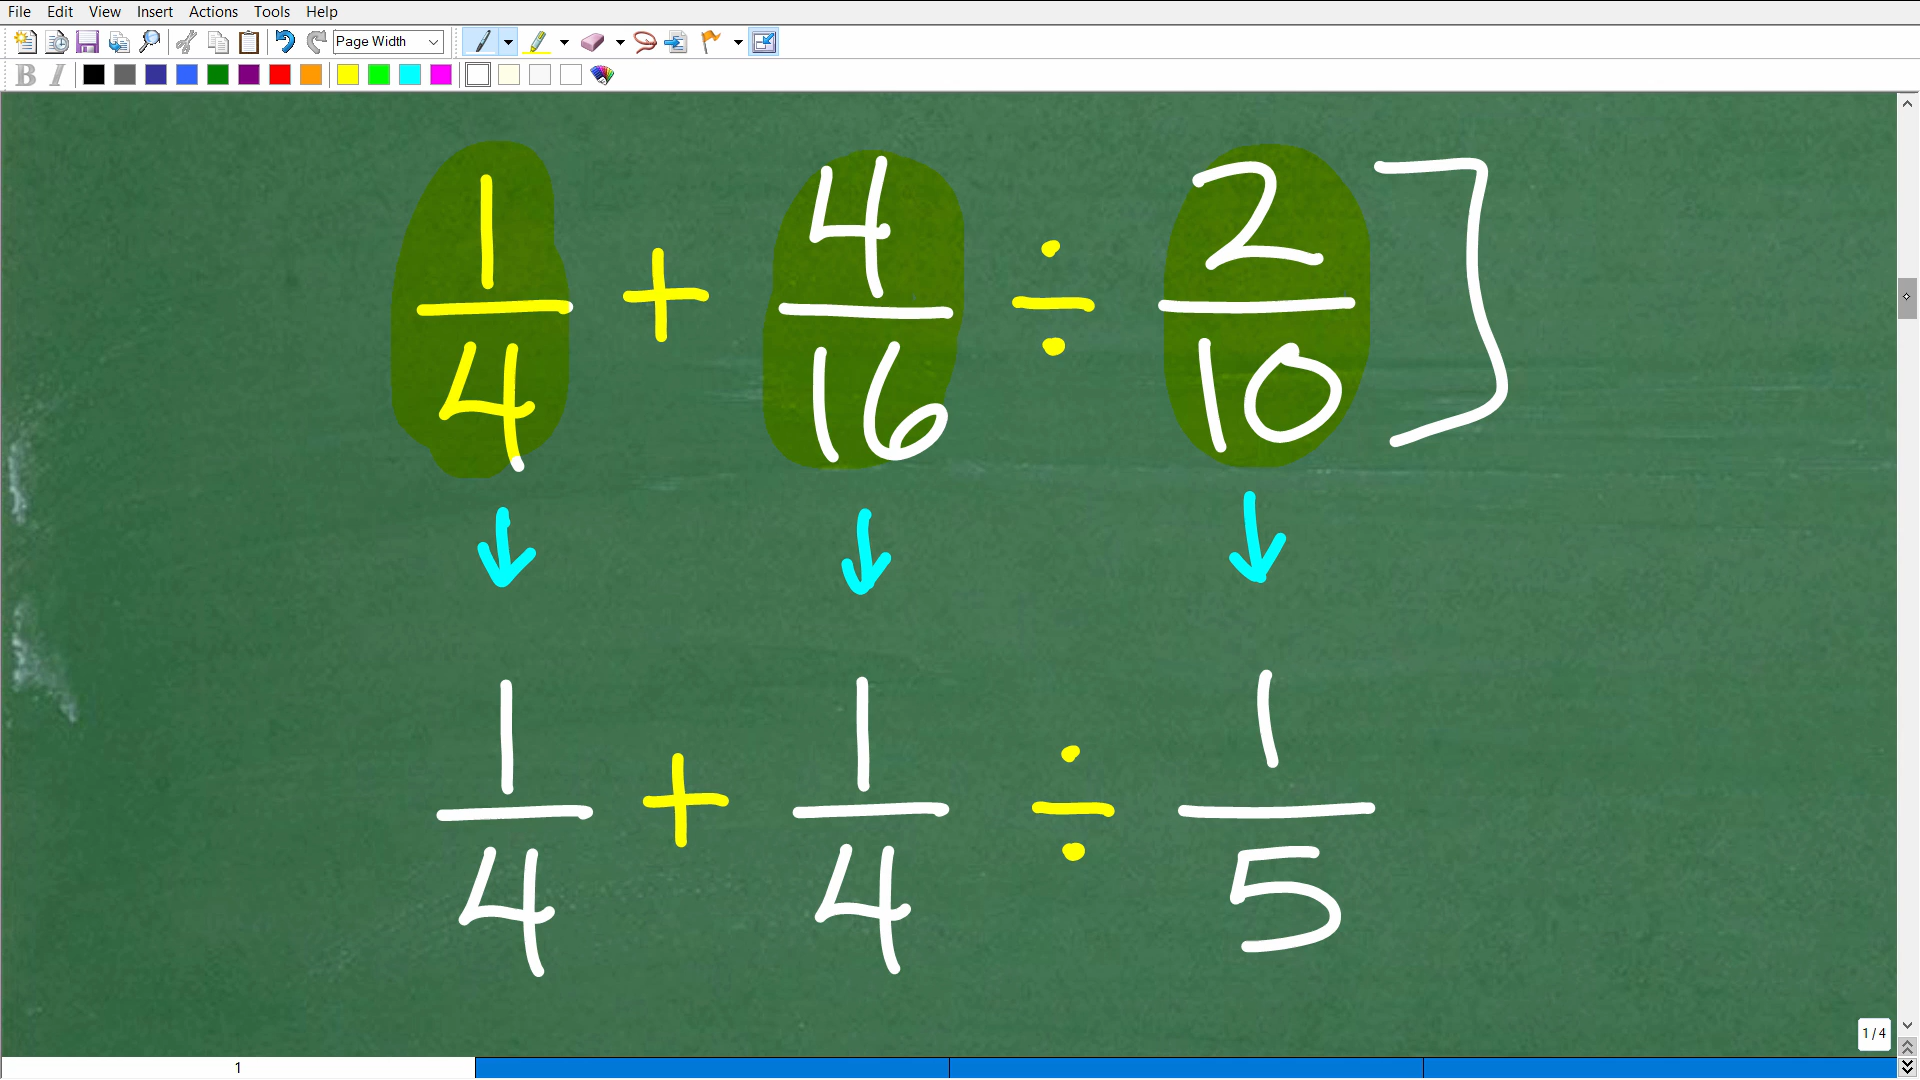 File Edit View Insert Actions Tools Help
Page Width
B I
1/4 + 4/16 ÷ 2/10 ]
1/4 + 1/4 ÷ 1/5
1 / 4
1